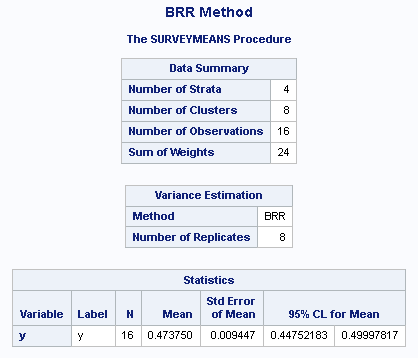 BRR Method
The SURVEYMEANS Procedure
Data Summary
Number of Strata 4
Number of Clusters 8
Number of Observations 16
Sum of Weights 24
Variance Estimation
Method BRR
Number of Replicates 8
Statistics
Variable Label N Mean Std Error of Mean 95% CL for Mean
y y 16 0.473750 0.009447 0.44752183 0.49997817